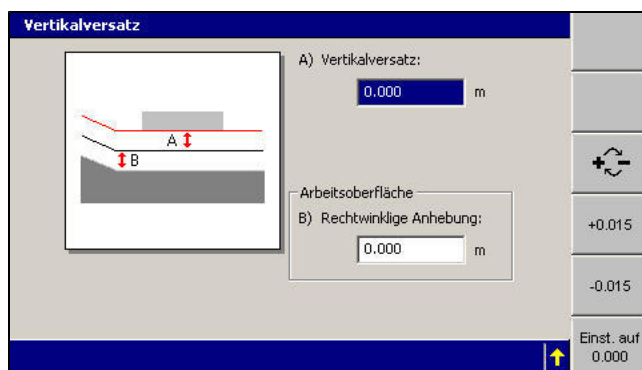 Vertikalversatz
A) Vertikalversatz:
0.000 m
A
B
Arbeitsoberfläche
B) Rechtwinklige Anhebung:
0.000 m
+0.015
-0.015
Einst. auf
0.000